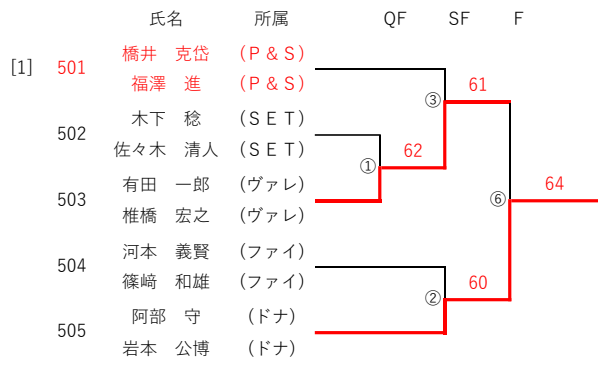 氏名 所属 QF SF F
橋井 克岱 (Ｐ＆Ｓ)
[1] 501
福澤 進 (Ｐ＆Ｓ)
61
木下 稔 (ＳＥＴ)
③
502
佐々木 清人 (ＳＥＴ)
62
①
有田 一郎 (ヴァレ)
64
503
⑥
椎橋 宏之 (ヴァレ)
河本 義賢 (ファイ)
504
篠﨑 和雄 (ファイ)
60
②
阿部 守 (ドナ)
505
岩本 公博 (ドナ)